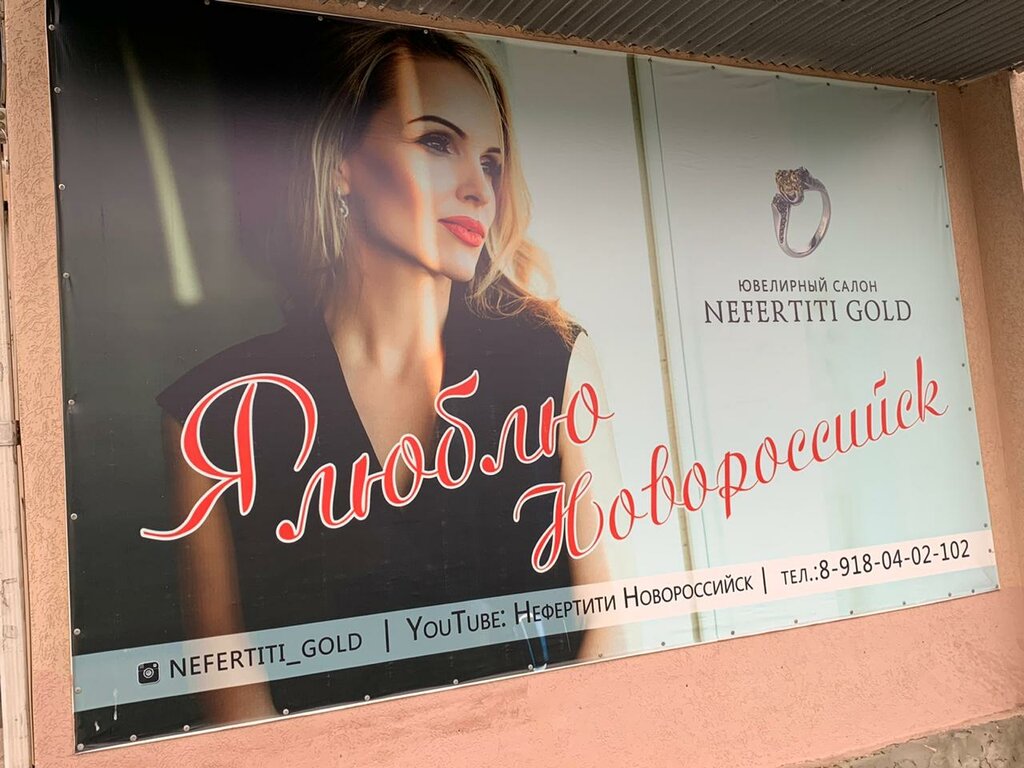 ЮВЕЛИРНЫЙ САЛОН
NEFERTITI GOLD
Я люблю
Новороссийск
NEFERTITI_GOLD | YOUTUBE: НЕФЕРТИТИ НОВОРОССИЙСК | ТЕЛ.:8-918-04-02-102